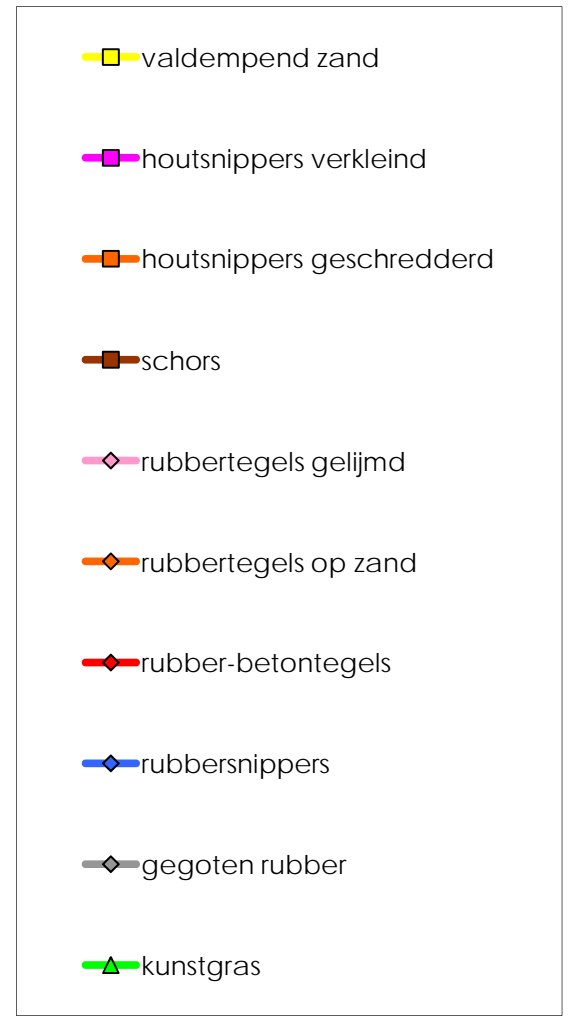 valdempend zand
houtsnippers verkleind
houtsnippers geschredderd
schors
rubbertegels gelijmd
rubbertegels op zand
rubber-betontegels
rubbersnippers
gegoten rubber
kunstgras